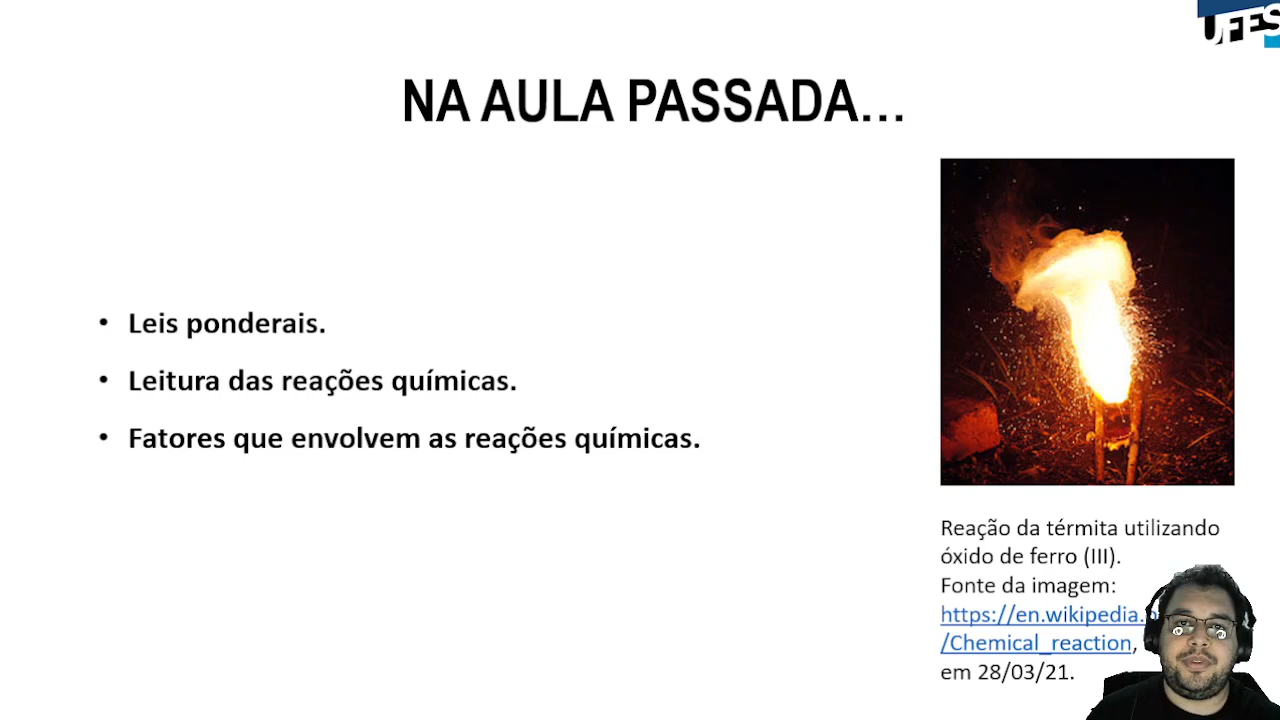 UFES
NA AULA PASSADA...
• Leis ponderais.
• Leitura das reações químicas.
• Fatores que envolvem as reações químicas.
Reação da térmita utilizando
óxido de ferro (III).
Fonte da imagem:
https://en.wikipedia.
/Chemical_reaction,
em 28/03/21.